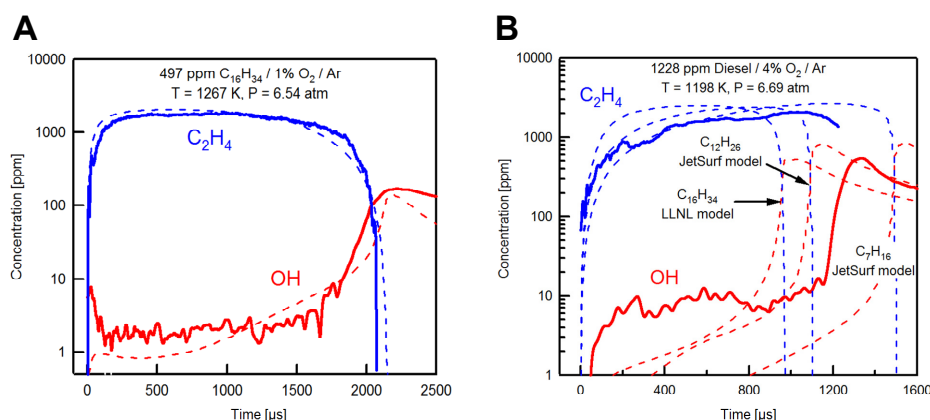 A
497 ppm C₁₆H₃₄ / 1% O₂ / Ar
T = 1267 K, P = 6.54 atm
C₂H₄
OH
Concentration [ppm]
10000
1000
100
10
1
0 500 1000 1500 2000 2500
Time [µs]
B
1228 ppm Diesel / 4% O₂ / Ar
T = 1198 K, P = 6.69 atm
C₂H₄
C₁₂H₂₆
JetSurf model
C₁₆H₃₄
LLNL model
C₇H₁₆
JetSurf model
OH
Concentration [ppm]
10000
1000
100
10
1
0 400 800 1200 1600
Time [µs]